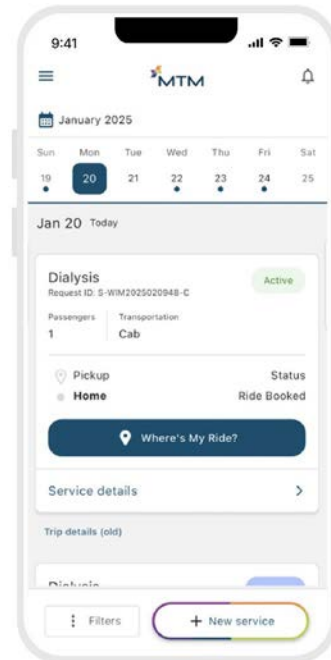 9:41
MTM
January 2025
Sun Mon Tue Wed Thu Fri Sat
19 20 21 22 23 24 25
Jan 20 Today
Dialysis
Active
Request ID: S-WIM2025020948-C
Passengers Transportation
1 Cab
Pickup Status
Home Ride Booked
Where's My Ride?
Service details
Trip details (old)
Dialysis
Filters
+ New service